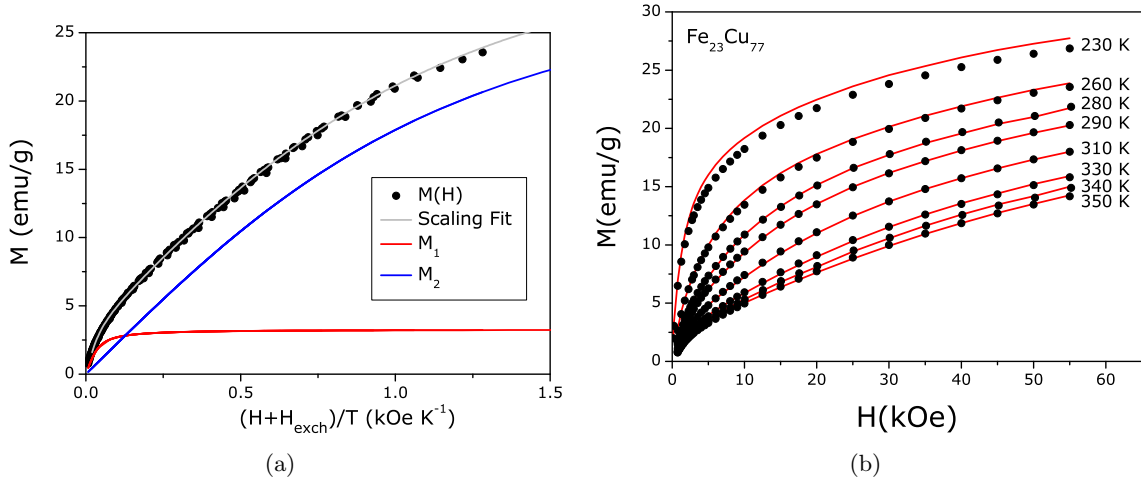 25
20
15
10
5
0
M (emu/g)
M(H)
Scaling Fit
M₁
M₂
0.0 0.5 1.0 1.5
(H+H_exch)/T (kOe K⁻¹)
(a)
30
25
20
15
10
5
0
M(emu/g)
Fe₂₃Cu₇₇
230 K
260 K
280 K
290 K
310 K
330 K
340 K
350 K
0 10 20 30 40 50 60
H(kOe)
(b)